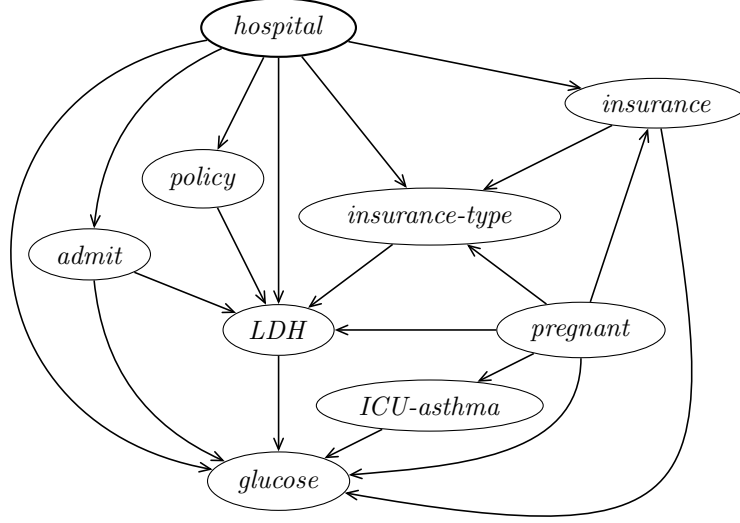 hospital
insurance
policy
insurance-type
admit
LDH
pregnant
ICU-asthma
glucose